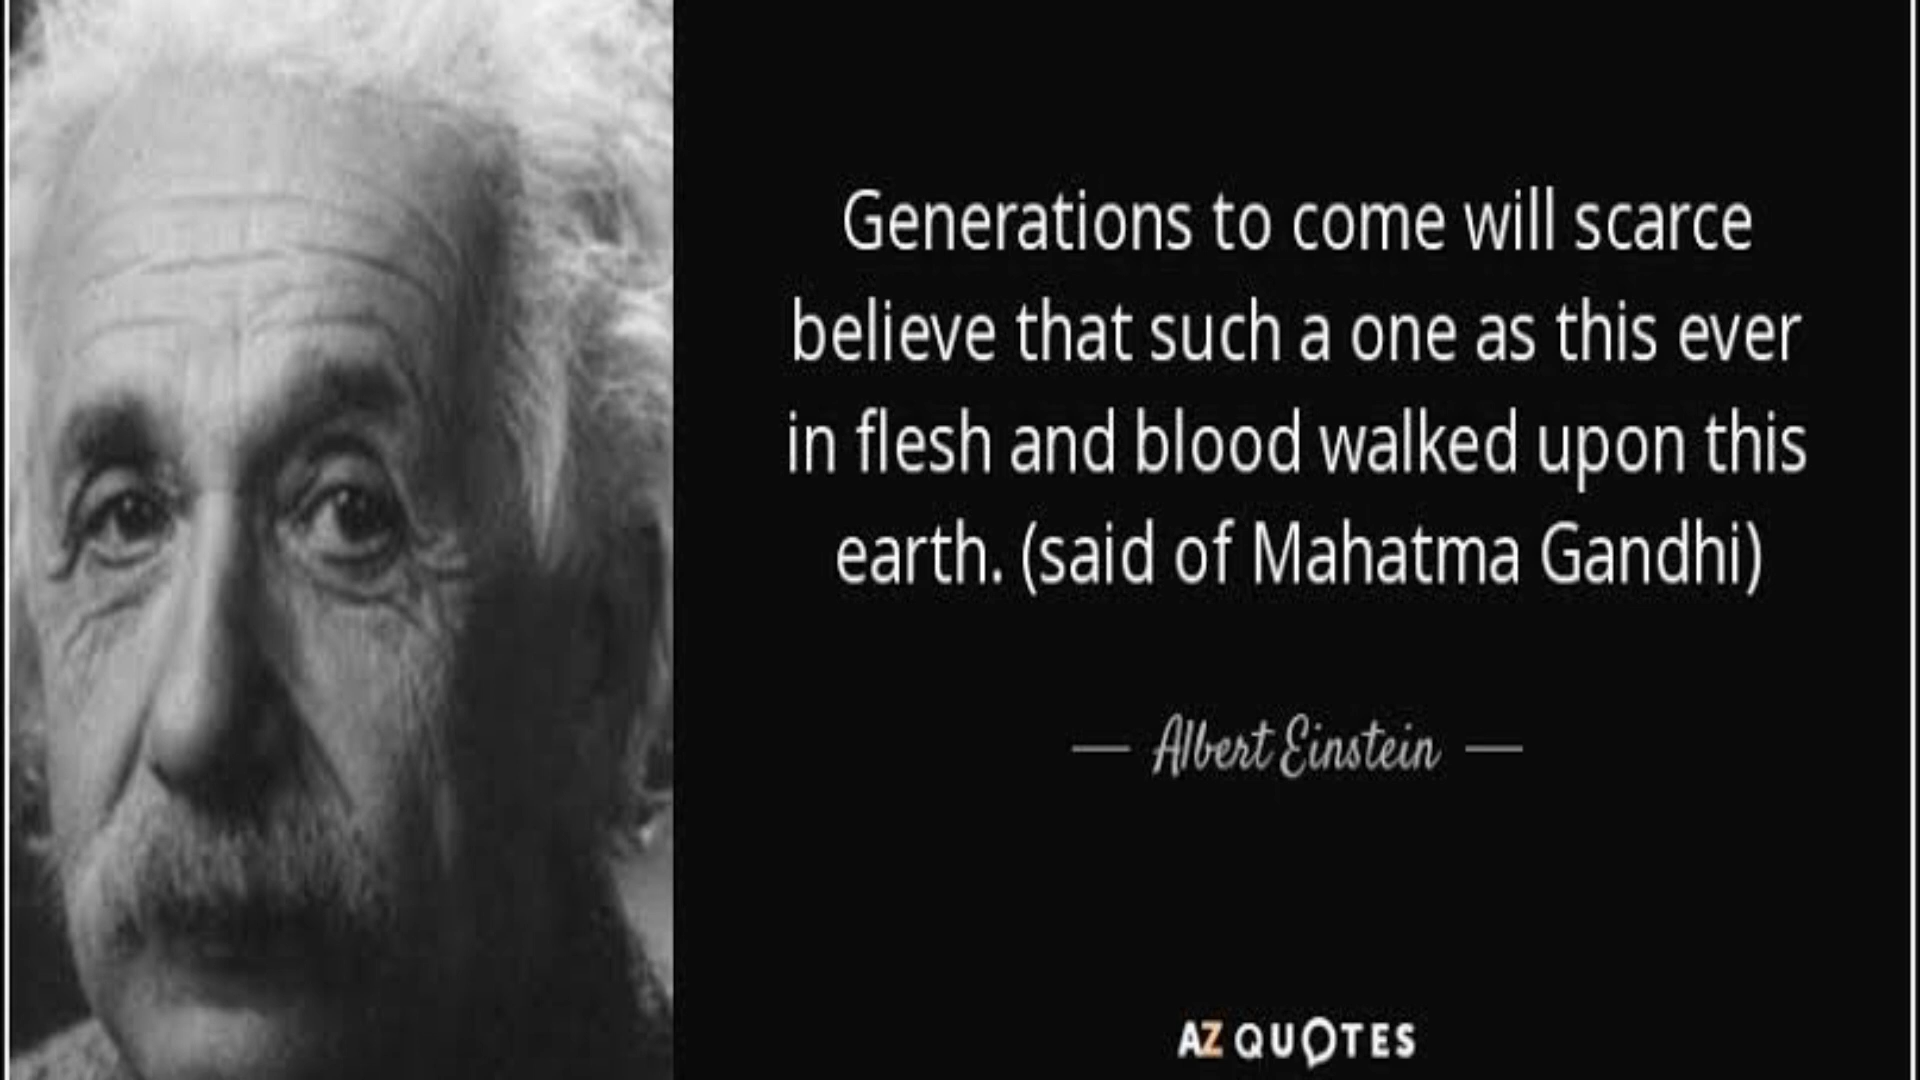 Generations to come will scarce
believe that such a one as this ever
in flesh and blood walked upon this
earth. (said of Mahatma Gandhi)
— Albert Einstein —
AZ QUOTES